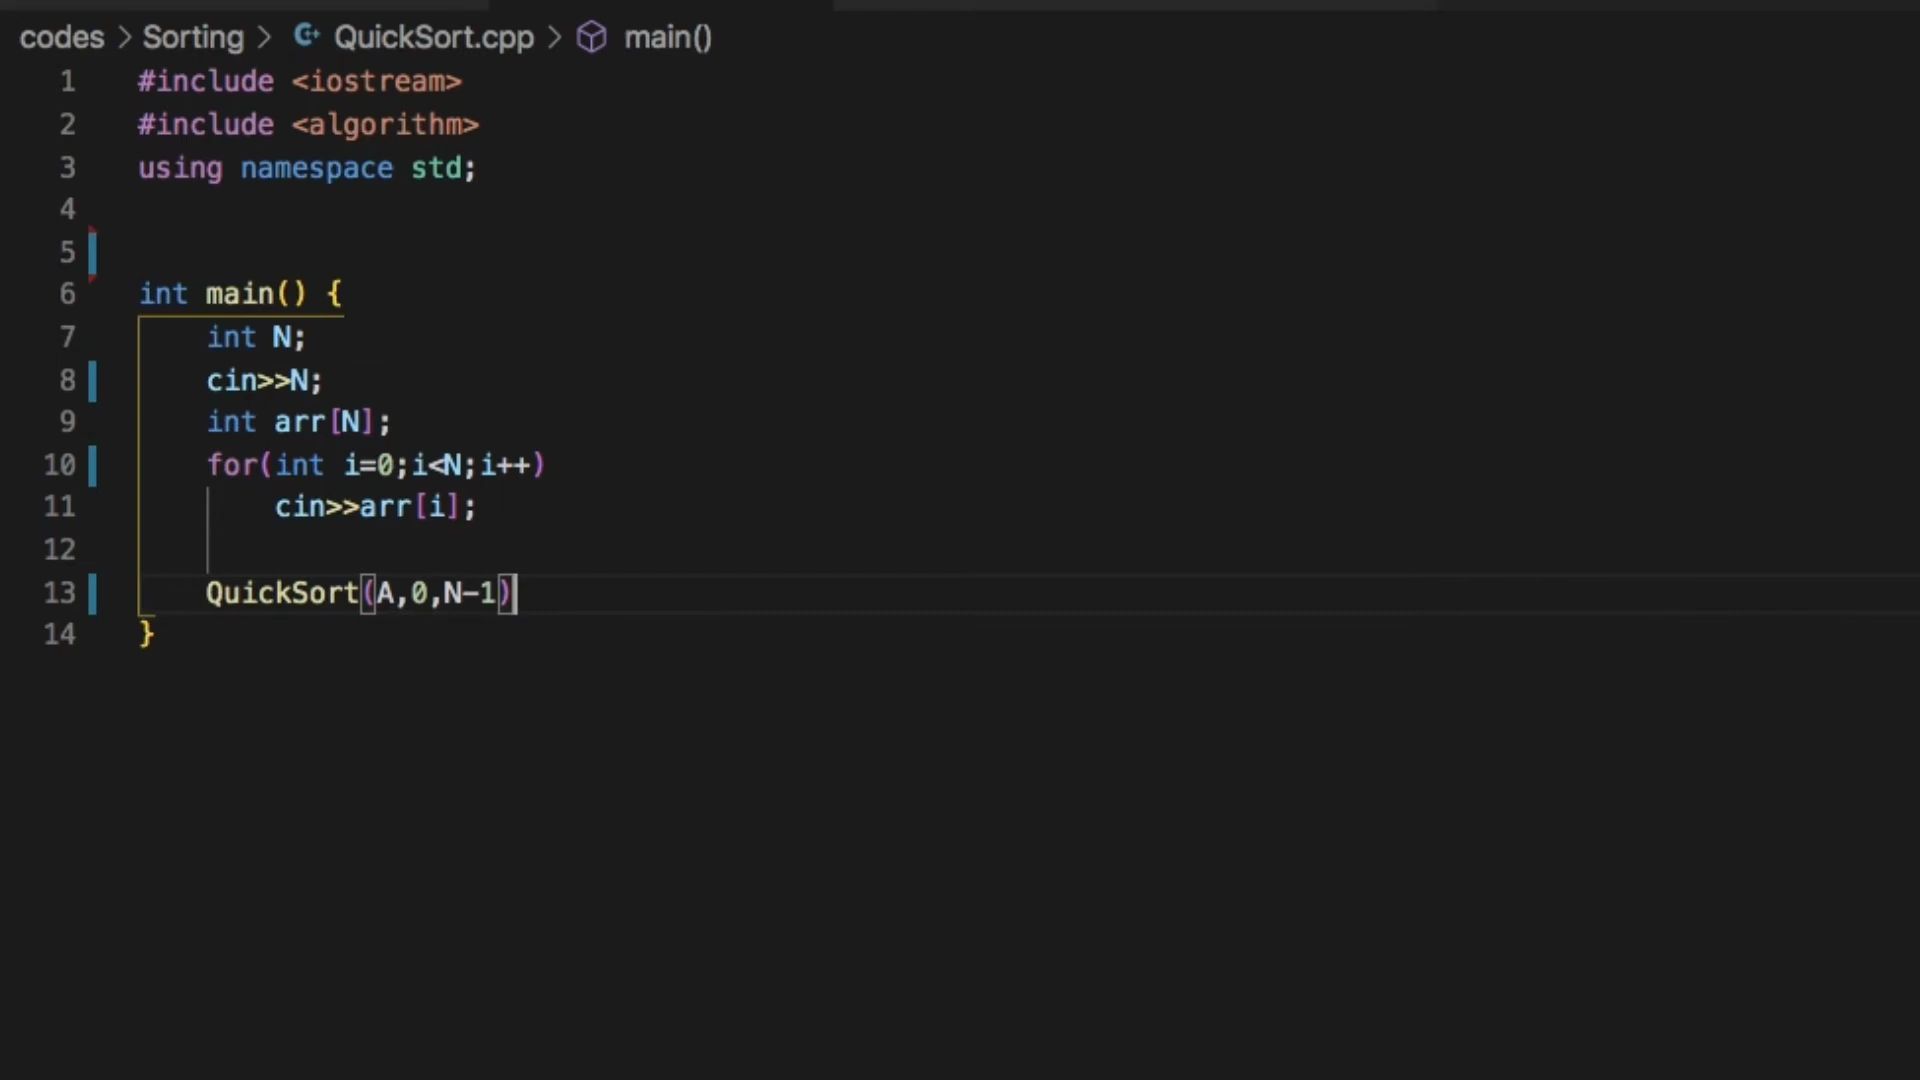 codes > Sorting > QuickSort.cpp > main()
1 #include <iostream>
2 #include <algorithm>
3 using namespace std;
4
5
6 int main() {
7 int N;
8 cin>>N;
9 int arr[N];
10 for(int i=0;i<N;i++)
11 cin>>arr[i];
12
13 QuickSort(A,0,N-1)
14 }